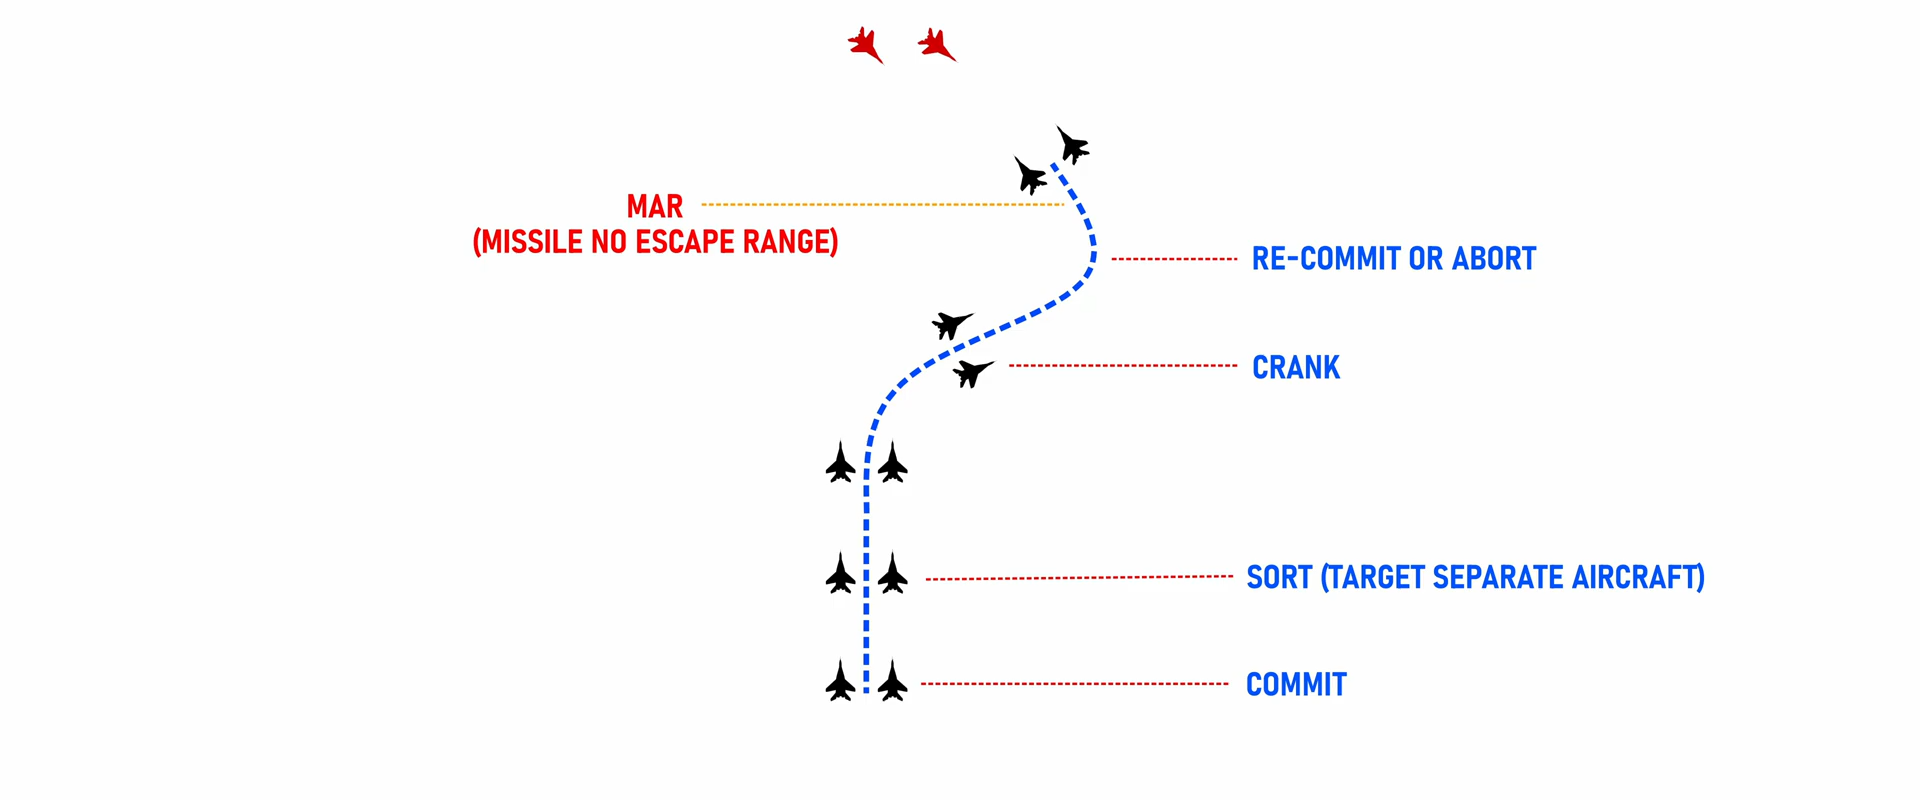 MAR
(MISSILE NO ESCAPE RANGE)
RE-COMMIT OR ABORT
CRANK
SORT (TARGET SEPARATE AIRCRAFT)
COMMIT